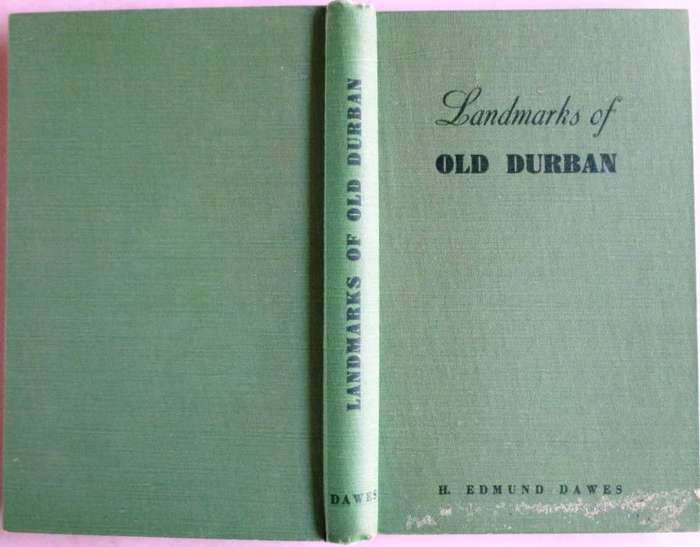 LANDMARKS OF OLD DURBAN
DAWES
Landmarks of
OLD DURBAN
H. EDMUND DAWES